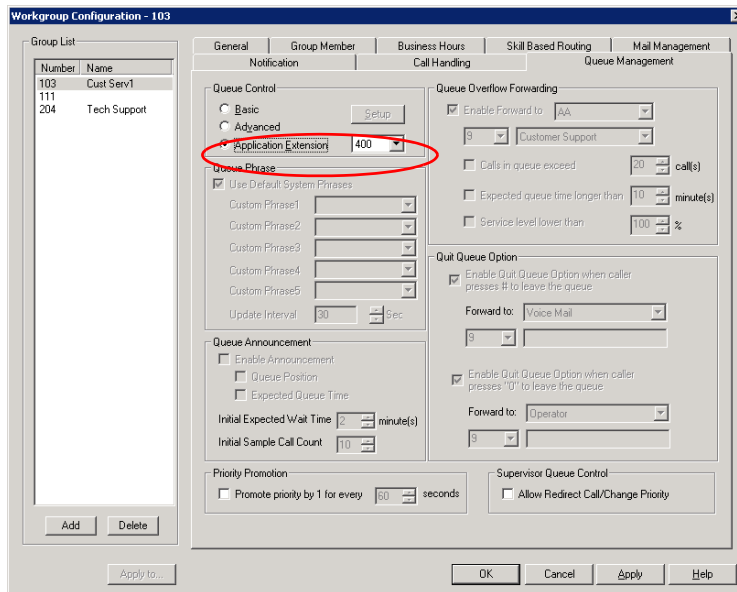 Workgroup Configuration - 103
Group List
Number Name
103 Cust Serv1
111
204 Tech Support
Add Delete
Apply to...
General Group Member Business Hours Skill Based Routing Mail Management
Notification Call Handling Queue Management
Queue Control
Basic
Setup
Advanced
Application Extension 400
Queue Phrase
Use Default System Phrases
Custom Phrase1
Custom Phrase2
Custom Phrase3
Custom Phrase4
Custom Phrase5
Update Interval 30 Sec
Queue Announcement
Enable Announcement
Queue Position
Expected Queue Time
Initial Expected Wait Time 2 minute(s)
Initial Sample Call Count 10
Queue Overflow Forwarding
Enable Forward to AA
9 Customer Support
Calls in queue exceed 20 call(s)
Expected queue time longer than 10 minute(s)
Service level lower than 100 %
Quit Queue Option
Enable Quit Queue Option when caller
presses # to leave the queue
Forward to: Voice Mail
9
Enable Quit Queue Option when caller
presses "0" to leave the queue
Forward to: Operator
9
Priority Promotion
Promote priority by 1 for every 60 seconds
Supervisor Queue Control
Allow Redirect Call/Change Priority
OK Cancel Apply Help